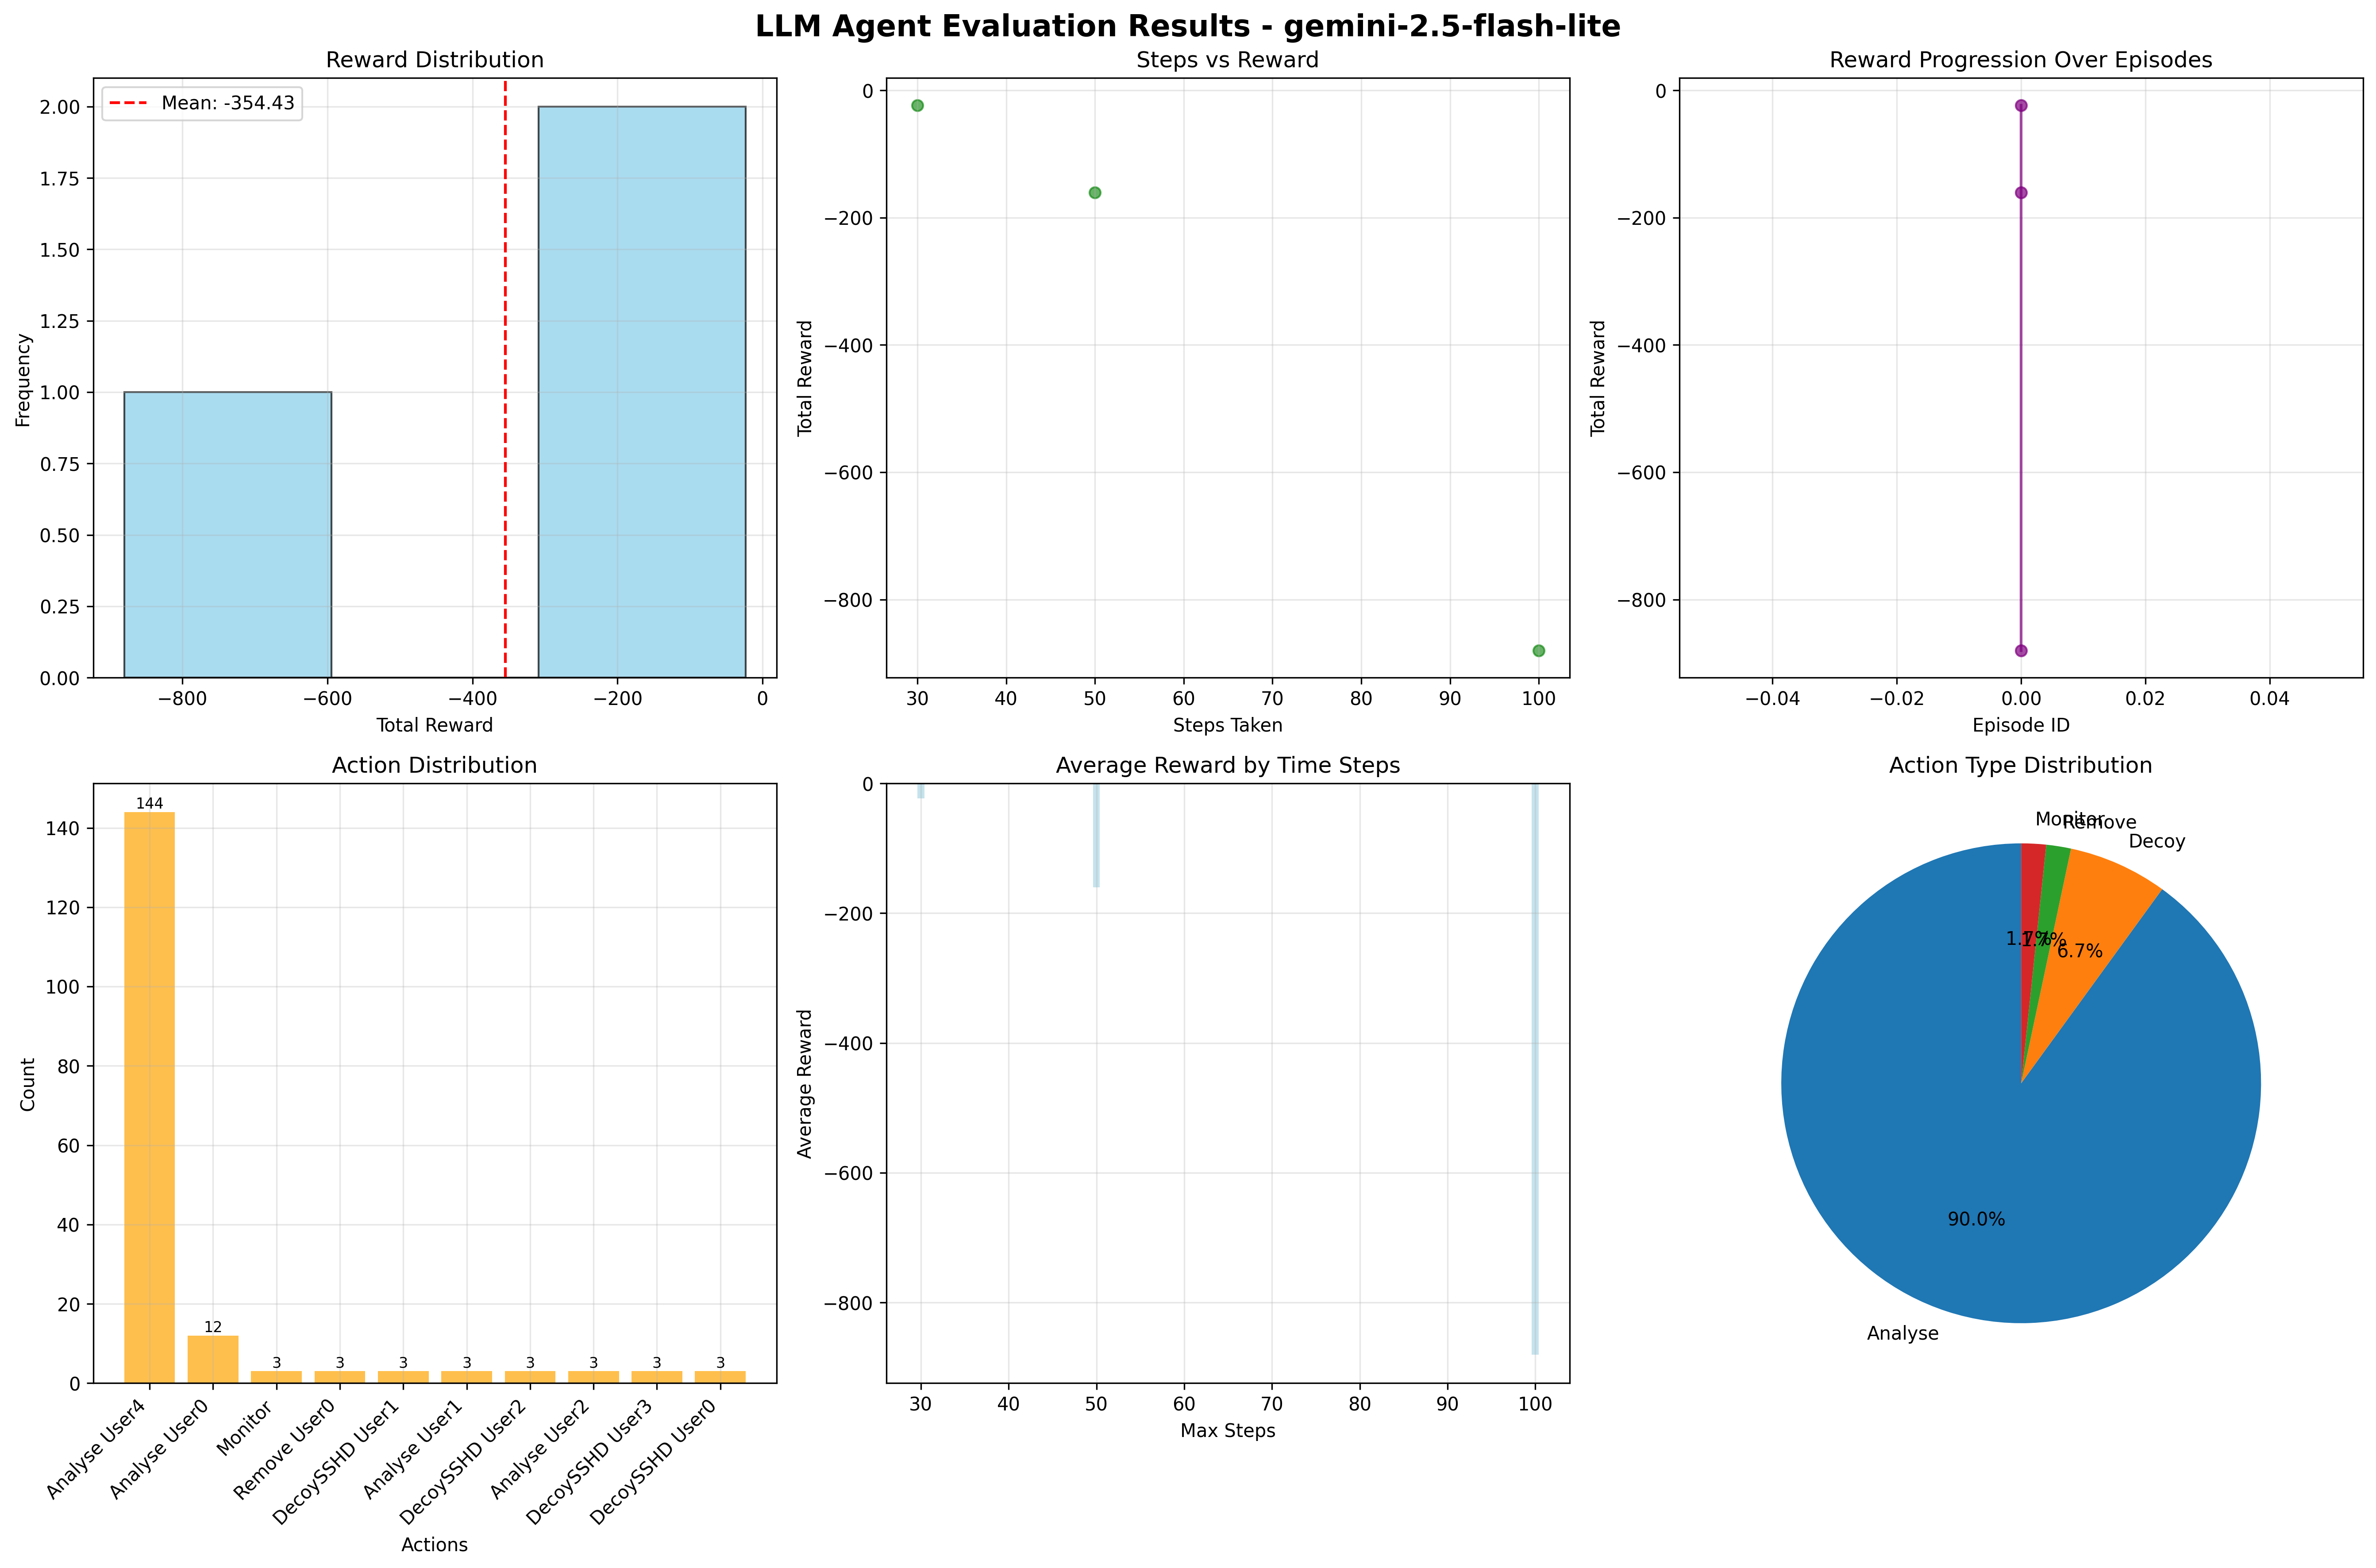 LLM Agent Evaluation Results - gemini-2.5-flash-lite
Reward Distribution
Mean: -354.43
2.00
1.75
1.50
1.25
1.00
0.75
0.50
0.25
0.00
Frequency
−800
−600
−400
−200
0
Total Reward
Steps vs Reward
0
−200
−400
−600
−800
Total Reward
30
40
50
60
70
80
90
100
Steps Taken
Reward Progression Over Episodes
0
−200
−400
−600
−800
Total Reward
−0.04
−0.02
0.00
0.02
0.04
Episode ID
Action Distribution
140
120
100
80
60
40
20
0
Count
144
12
3
3
3
3
3
3
3
3
Analyse User4
Analyse User0
Monitor
Remove User0
DecoySSHD User1
Analyse User1
DecoySSHD User2
Analyse User2
DecoySSHD User3
DecoySSHD User0
Actions
Average Reward by Time Steps
0
−200
−400
−600
−800
Average Reward
30
40
50
60
70
80
90
100
Max Steps
Action Type Distribution
Monitor
Remove
Decoy
1.7%
1.7%
6.7%
90.0%
Analyse